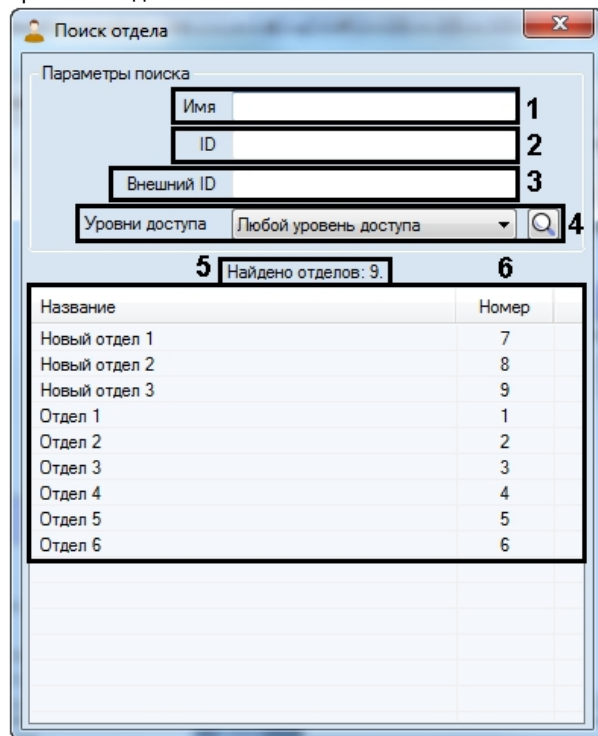 Поиск отдела
Параметры поиска
Имя 1
ID 2
Внешний ID 3
Уровни доступа Любой уровень доступа 4
5 Найдено отделов: 9. 6
Название Номер
Новый отдел 1 7
Новый отдел 2 8
Новый отдел 3 9
Отдел 1 1
Отдел 2 2
Отдел 3 3
Отдел 4 4
Отдел 5 5
Отдел 6 6